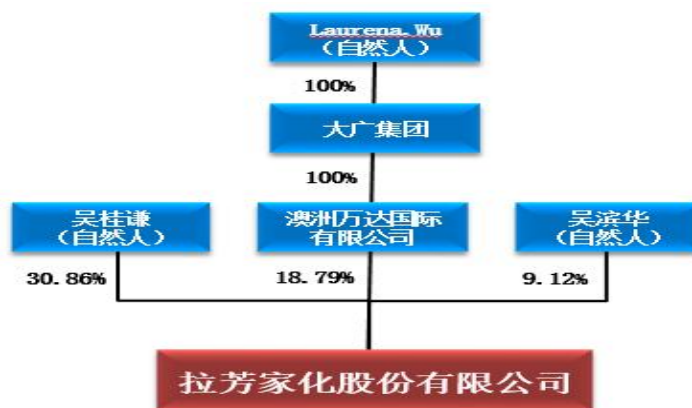 Laurena.Wu
（自然人）
100%
大广集团
100%
吴桂谦
（自然人）
澳洲万达国际
有限公司
吴滨华
（自然人）
30.86%
18.79%
9.12%
拉芳家化股份有限公司